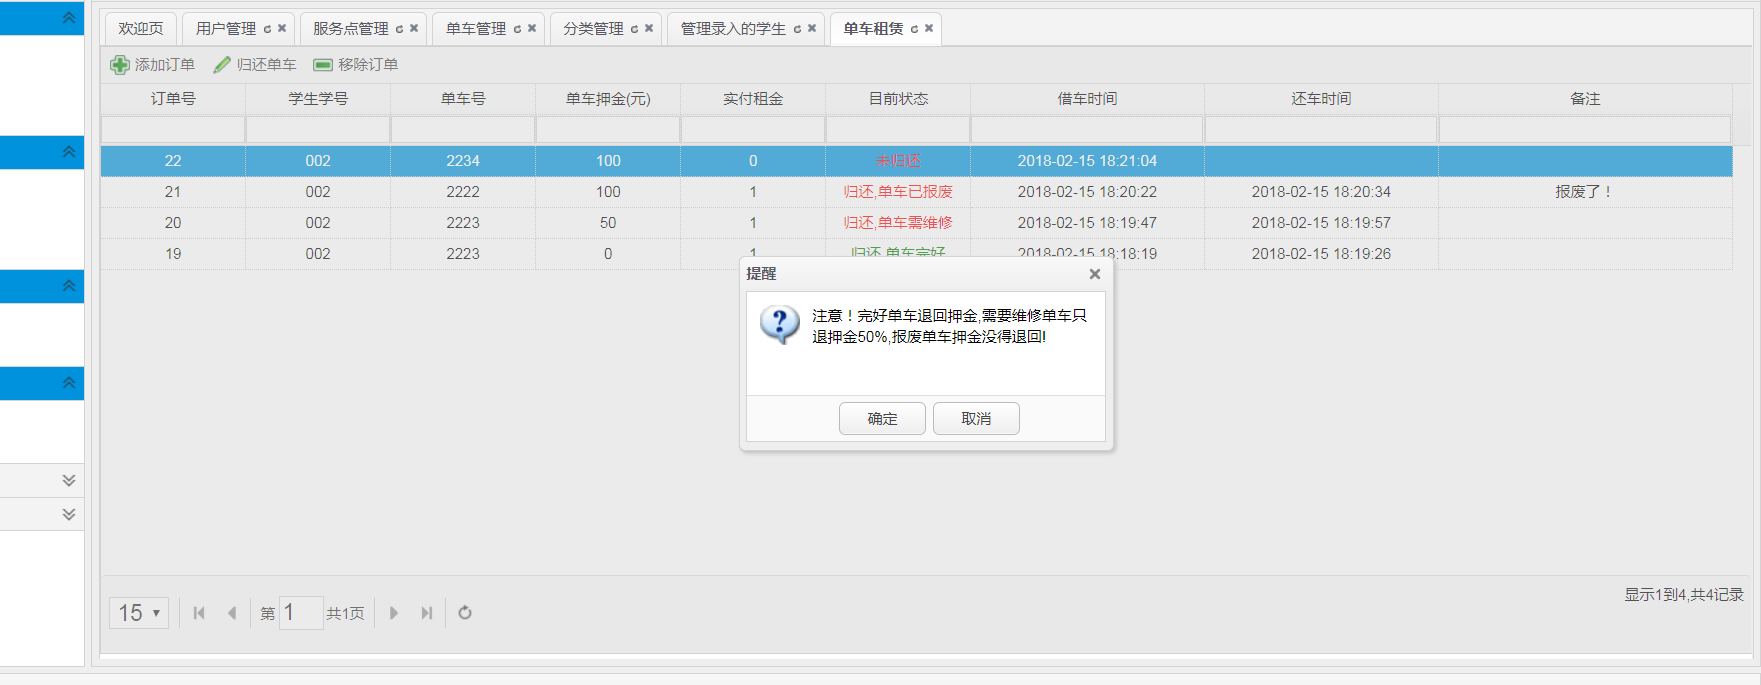 欢迎页 用户管理 服务点管理 单车管理 分类管理 管理录入的学生 单车租赁
添加订单 归还单车 移除订单
订单号 学生学号 单车号 单车押金(元) 实付租金 目前状态 借车时间 还车时间 备注
22 002 2234 100 0 未归还 2018-02-15 18:21:04
21 002 2222 100 1 归还,单车已报废 2018-02-15 18:20:22 2018-02-15 18:20:34 报废了！
20 002 2223 50 1 归还,单车需维修 2018-02-15 18:19:47 2018-02-15 18:19:57
19 002 2223 0 1 归还,单车完好 2018-02-15 18:18:19 2018-02-15 18:19:26
提醒
注意！完好单车退回押金,需要维修单车只
退押金50%,报废单车押金没得退回!
确定 取消
显示1到4,共4记录
15 第 1 共1页